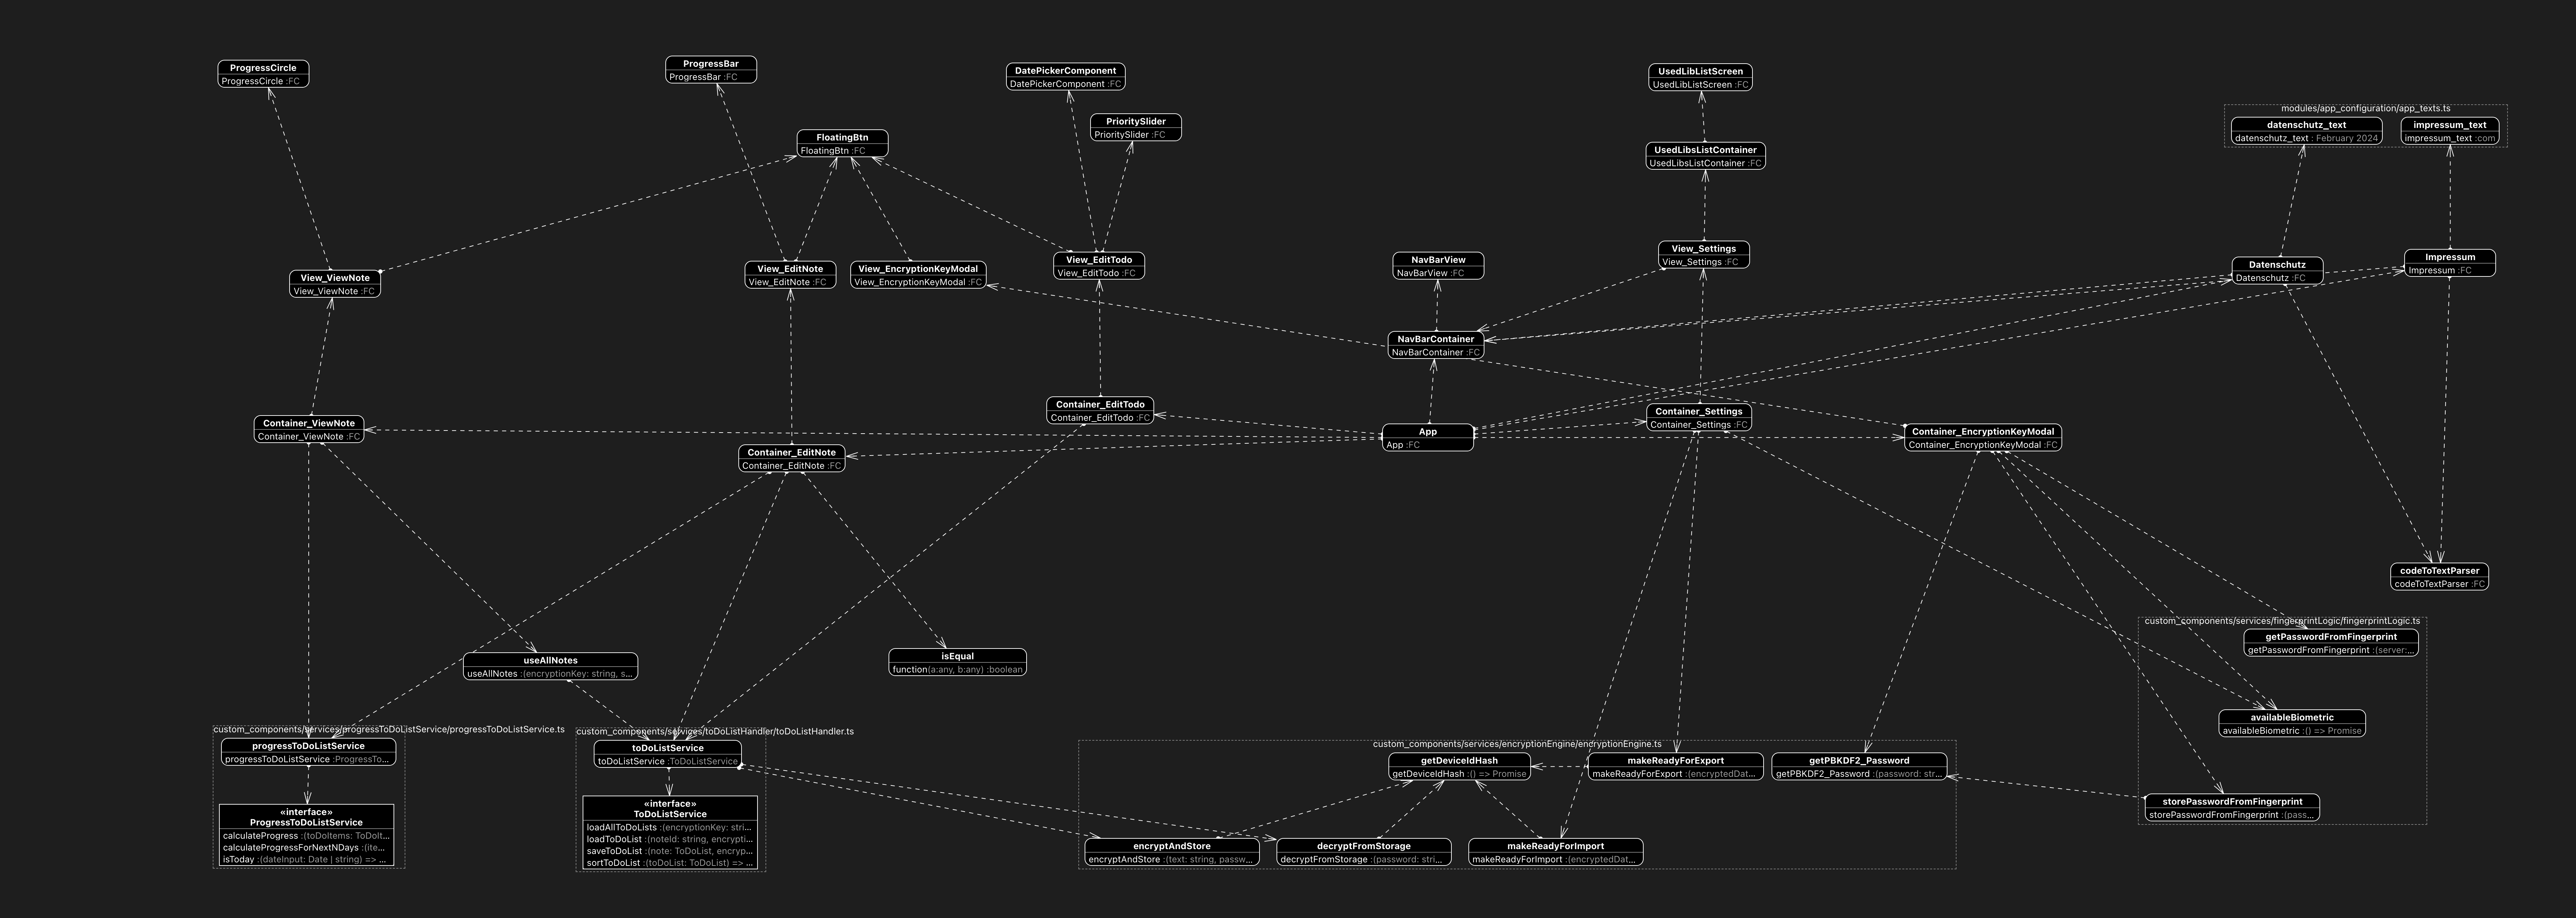 ProgressCircle
ProgressCircle :FC
ProgressBar
ProgressBar :FC
DatePickerComponent
DatePickerComponent :FC
UsedLibListScreen
UsedLibListScreen :FC
modules/app_configuration/app_texts.ts
datenschutz_text
datenschutz_text : February 2024
impressum_text
impressum_text :com
PrioritySlider
PrioritySlider :FC
FloatingBtn
FloatingBtn :FC
UsedLibsListContainer
UsedLibsListContainer :FC
View_ViewNote
View_ViewNote :FC
View_EditNote
View_EditNote :FC
View_EncryptionKeyModal
View_EncryptionKeyModal :FC
View_EditTodo
View_EditTodo :FC
NavBarView
NavBarView :FC
View_Settings
View_Settings :FC
Datenschutz
Datenschutz :FC
Impressum
Impressum :FC
NavBarContainer
NavBarContainer :FC
Container_ViewNote
Container_ViewNote :FC
Container_EditNote
Container_EditNote :FC
Container_EditTodo
Container_EditTodo :FC
App
App :FC
Container_Settings
Container_Settings :FC
Container_EncryptionKeyModal
Container_EncryptionKeyModal :FC
codeToTextParser
codeToTextParser :FC
useAllNotes
useAllNotes :(encryptionKey: string, s...
isEqual
function(a:any, b:any) :boolean
custom_components/services/fingerprintLogic/fingerprintLogic.ts
getPasswordFromFingerprint
getPasswordFromFingerprint :(server:...
availableBiometric
availableBiometric :() => Promise
storePasswordFromFingerprint
storePasswordFromFingerprint :(pass...
custom_components/services/progressToDoListService/progressToDoListService.ts
progressToDoListService
progressToDoListService :ProgressTo...
«interface»
ProgressToDoListService
calculateProgress :(toDoItems: ToDoIt...
calculateProgressForNextNDays :(ite...
isToday :(dateInput: Date | string) => ...
custom_components/services/toDoListHandler/toDoListHandler.ts
toDoListService
toDoListService :ToDoListService
«interface»
ToDoListService
loadAllToDoLists :(encryptionKey: stri...
loadToDoList :(noteId: string, encrypti...
saveToDoList :(note: ToDoList, encryp...
sortToDoList :(toDoList: ToDoList) => ...
custom_components/services/encryptionEngine/encryptionEngine.ts
getDeviceIdHash
getDeviceIdHash :() => Promise
makeReadyForExport
makeReadyForExport :(encryptedDat...
getPBKDF2_Password
getPBKDF2_Password :(password: str...
encryptAndStore
encryptAndStore :(text: string, passw...
decryptFromStorage
decryptFromStorage :(password: stri...
makeReadyForImport
makeReadyForImport :(encryptedDat...